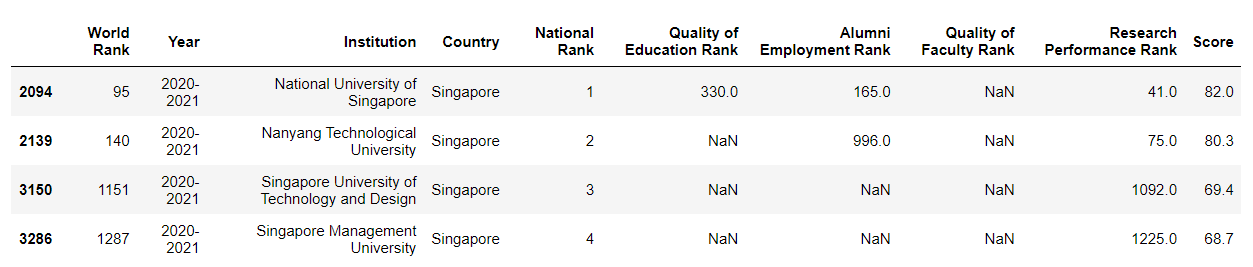 World Rank Year Institution Country National Rank Quality of Education Rank Alumni Employment Rank Quality of Faculty Rank Research Performance Rank Score
2094 95 2020-2021 National University of Singapore Singapore 1 330.0 165.0 NaN 41.0 82.0
2139 140 2020-2021 Nanyang Technological University Singapore 2 NaN 996.0 NaN 75.0 80.3
3150 1151 2020-2021 Singapore University of Technology and Design Singapore 3 NaN NaN NaN 1092.0 69.4
3286 1287 2020-2021 Singapore Management University Singapore 4 NaN NaN NaN 1225.0 68.7